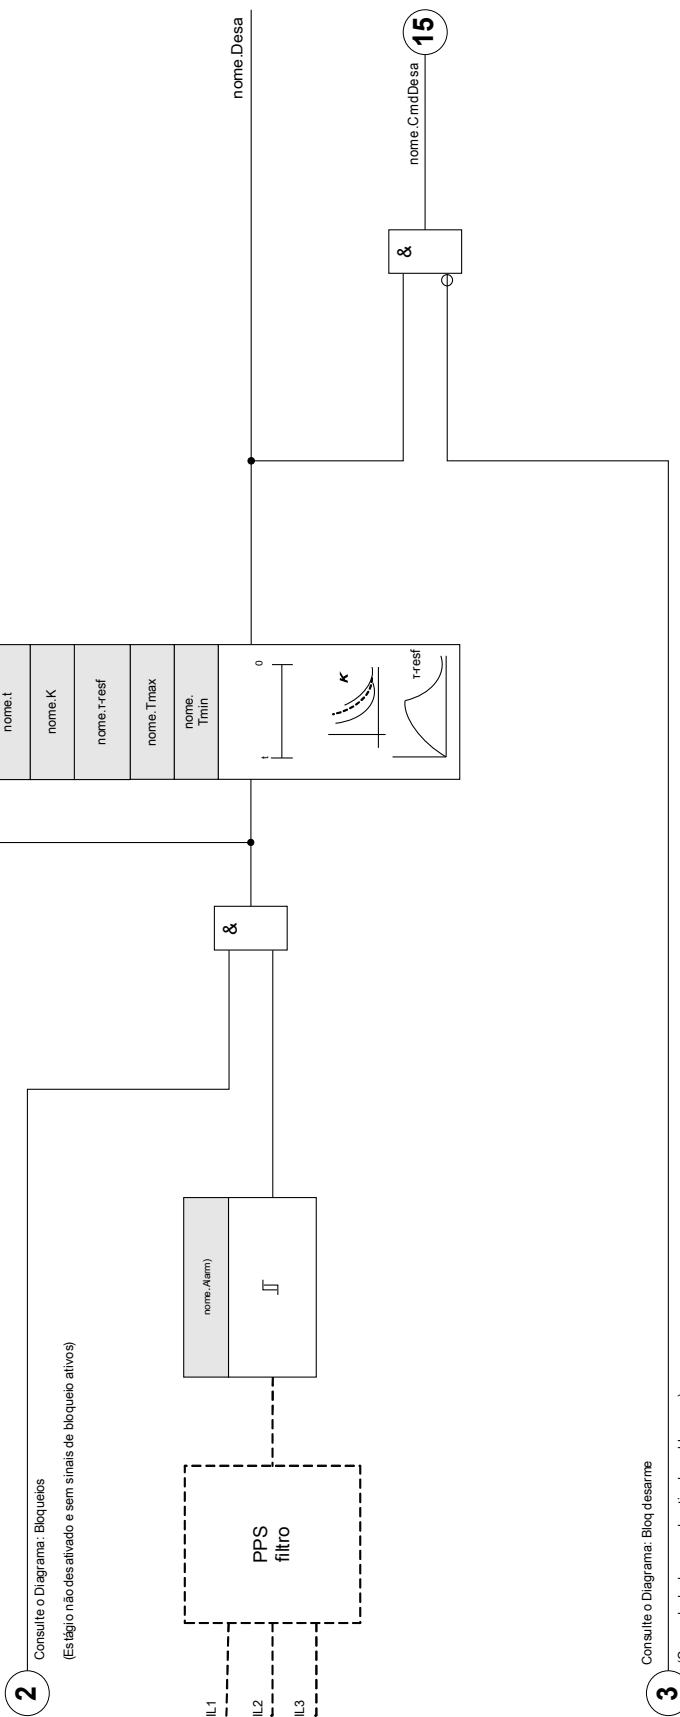 nome.Desa
15
nome.CmdDesa
&
nome.t
nome.K
nome.τ-resf
nome.Tmax
nome.
Tmin
t
0
K
τ-resf
&
nome.Alarm)
2
Consulte o Diagrama: Bloqueios
(Estágio não desativado e sem sinais de bloqueio ativos)
PPS
filtro
IL1
IL2
IL3
3
Consulte o Diagrama: Bloq desarme